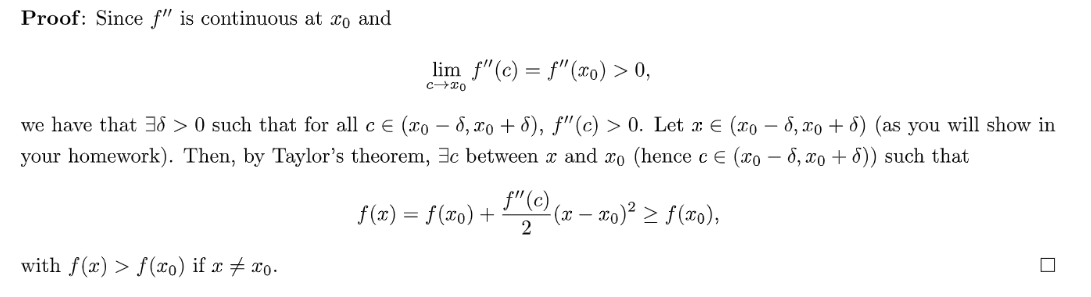 Proof: Since f″ is continuous at x₀ and
lim_{c→x₀} f″(c) = f″(x₀) > 0,
we have that ∃δ > 0 such that for all c ∈ (x₀ − δ, x₀ + δ), f″(c) > 0. Let x ∈ (x₀ − δ, x₀ + δ) (as you will show in
your homework). Then, by Taylor's theorem, ∃c between x and x₀ (hence c ∈ (x₀ − δ, x₀ + δ)) such that
f(x) = f(x₀) + \frac{f″(c)}{2}(x − x₀)² ≥ f(x₀),
with f(x) > f(x₀) if x ≠ x₀. □